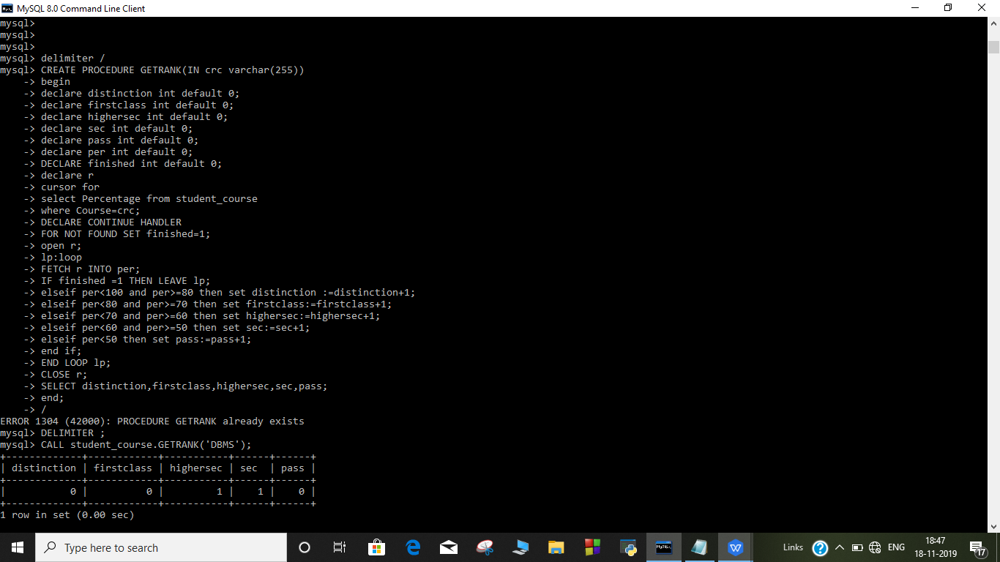 MySQL 8.0 Command Line Client
mysql>
mysql>
mysql>
mysql> delimiter /
mysql> CREATE PROCEDURE GETRANK(IN crc varchar(255))
    -> begin
    -> declare distinction int default 0;
    -> declare firstclass int default 0;
    -> declare highersec int default 0;
    -> declare sec int default 0;
    -> declare pass int default 0;
    -> declare per int default 0;
    -> DECLARE finished int default 0;
    -> declare r
    -> cursor for
    -> select Percentage from student_course
    -> where Course=crc;
    -> DECLARE CONTINUE HANDLER
    -> FOR NOT FOUND SET finished=1;
    -> open r;
    -> lp:loop
    -> FETCH r INTO per;
    -> IF finished =1 THEN LEAVE lp;
    -> elseif per<100 and per>=80 then set distinction :=distinction+1;
    -> elseif per<80 and per>=70 then set firstclass:=firstclass+1;
    -> elseif per<70 and per>=60 then set highersec:=highersec+1;
    -> elseif per<60 and per>=50 then set sec:=sec+1;
    -> elseif per<50 then set pass:=pass+1;
    -> end if;
    -> END LOOP lp;
    -> CLOSE r;
    -> SELECT distinction,firstclass,highersec,sec,pass;
    -> end;
    -> /
ERROR 1304 (42000): PROCEDURE GETRANK already exists
mysql> DELIMITER ;
mysql> CALL student_course.GETRANK('DBMS');
+-------------+------------+-----------+------+------+
| distinction | firstclass | highersec | sec  | pass |
+-------------+------------+-----------+------+------+
|           0 |          0 |         1 |    1 |    0 |
+-------------+------------+-----------+------+------+
1 row in set (0.00 sec)
Type here to search
Links
ENG
18:47
18-11-2019
17